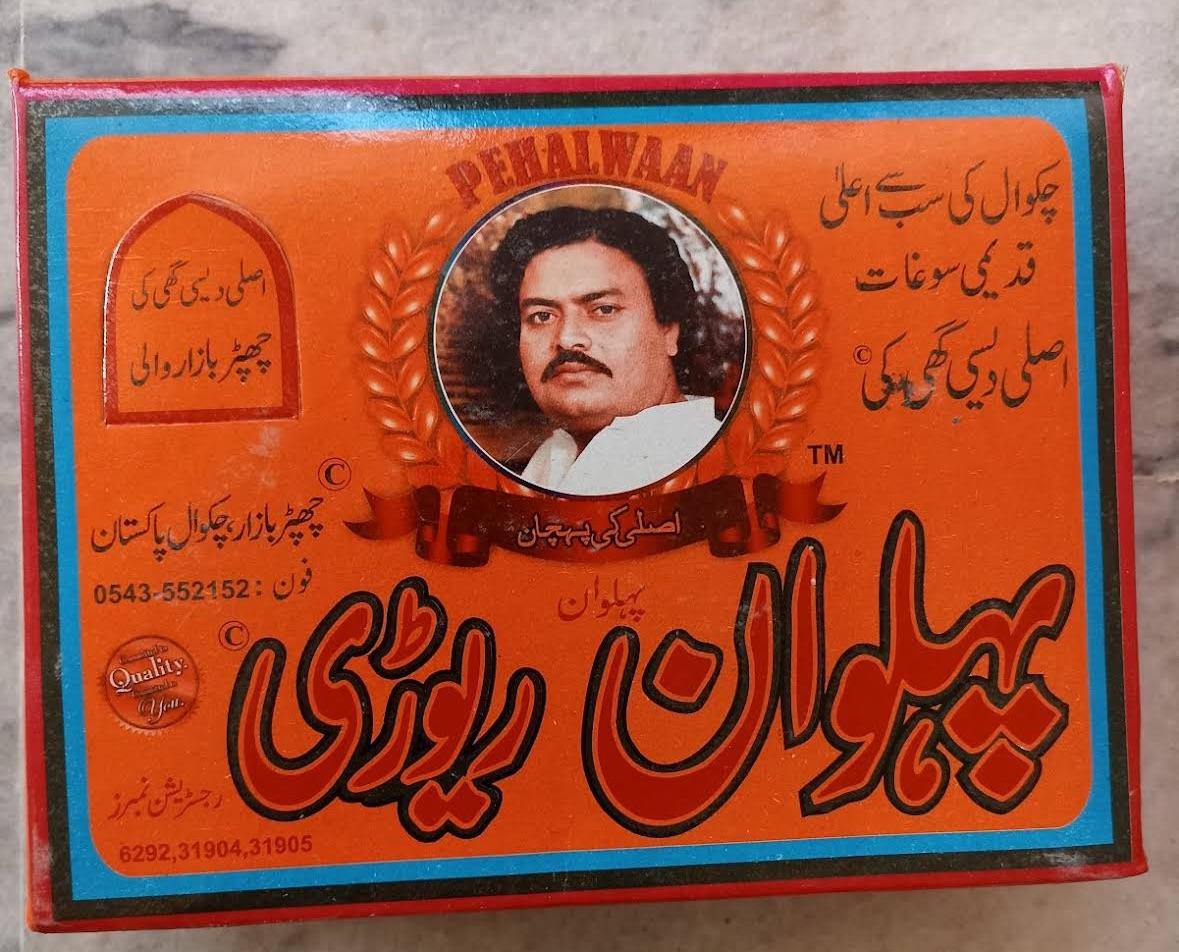 PEHALWAAN
چکوال کی سب سے اعلیٰ
قدیمی سوغات
اصلی دیسی گھی کی ©
اصلی دیسی گھی کی
چھپڑ بازار والی
©
TM
اصلی کی پہچان
چھپڑ بازار، چکوال پاکستان
فون : 0543-552152
پہلوان
پہلوان ریوڑی ©
Quality
You.
رجسٹریشن نمبرز
6292,31904,31905